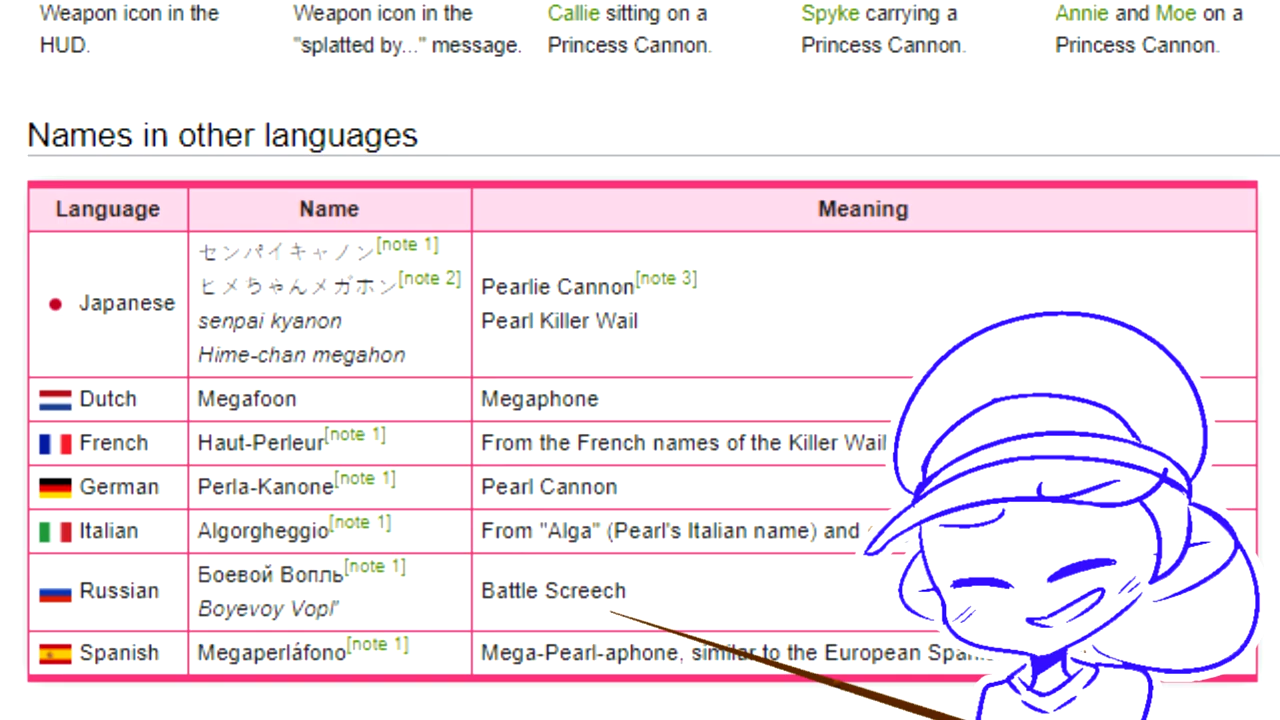 Weapon icon in the
HUD.
Weapon icon in the
"splatted by..." message.
Callie sitting on a
Princess Cannon.
Spyke carrying a
Princess Cannon.
Annie and Moe on a
Princess Cannon.
Names in other languages
Language Name Meaning
Japanese
センパイキャノン[note 1]
ヒメちゃんメガホン[note 2]
senpai kyanon
Hime-chan megahon
Pearlie Cannon[note 3]
Pearl Killer Wail
Dutch Megafoon Megaphone
French Haut-Perleur[note 1] From the French names of the Killer Wail
German Perla-Kanone[note 1] Pearl Cannon
Italian Algorgheggio[note 1] From "Alga" (Pearl's Italian name) and
Russian
Боевой Вопль[note 1]
Boyevoy Vopl'
Battle Screech
Spanish Megaperláfono[note 1] Mega-Pearl-aphone, similar to the European